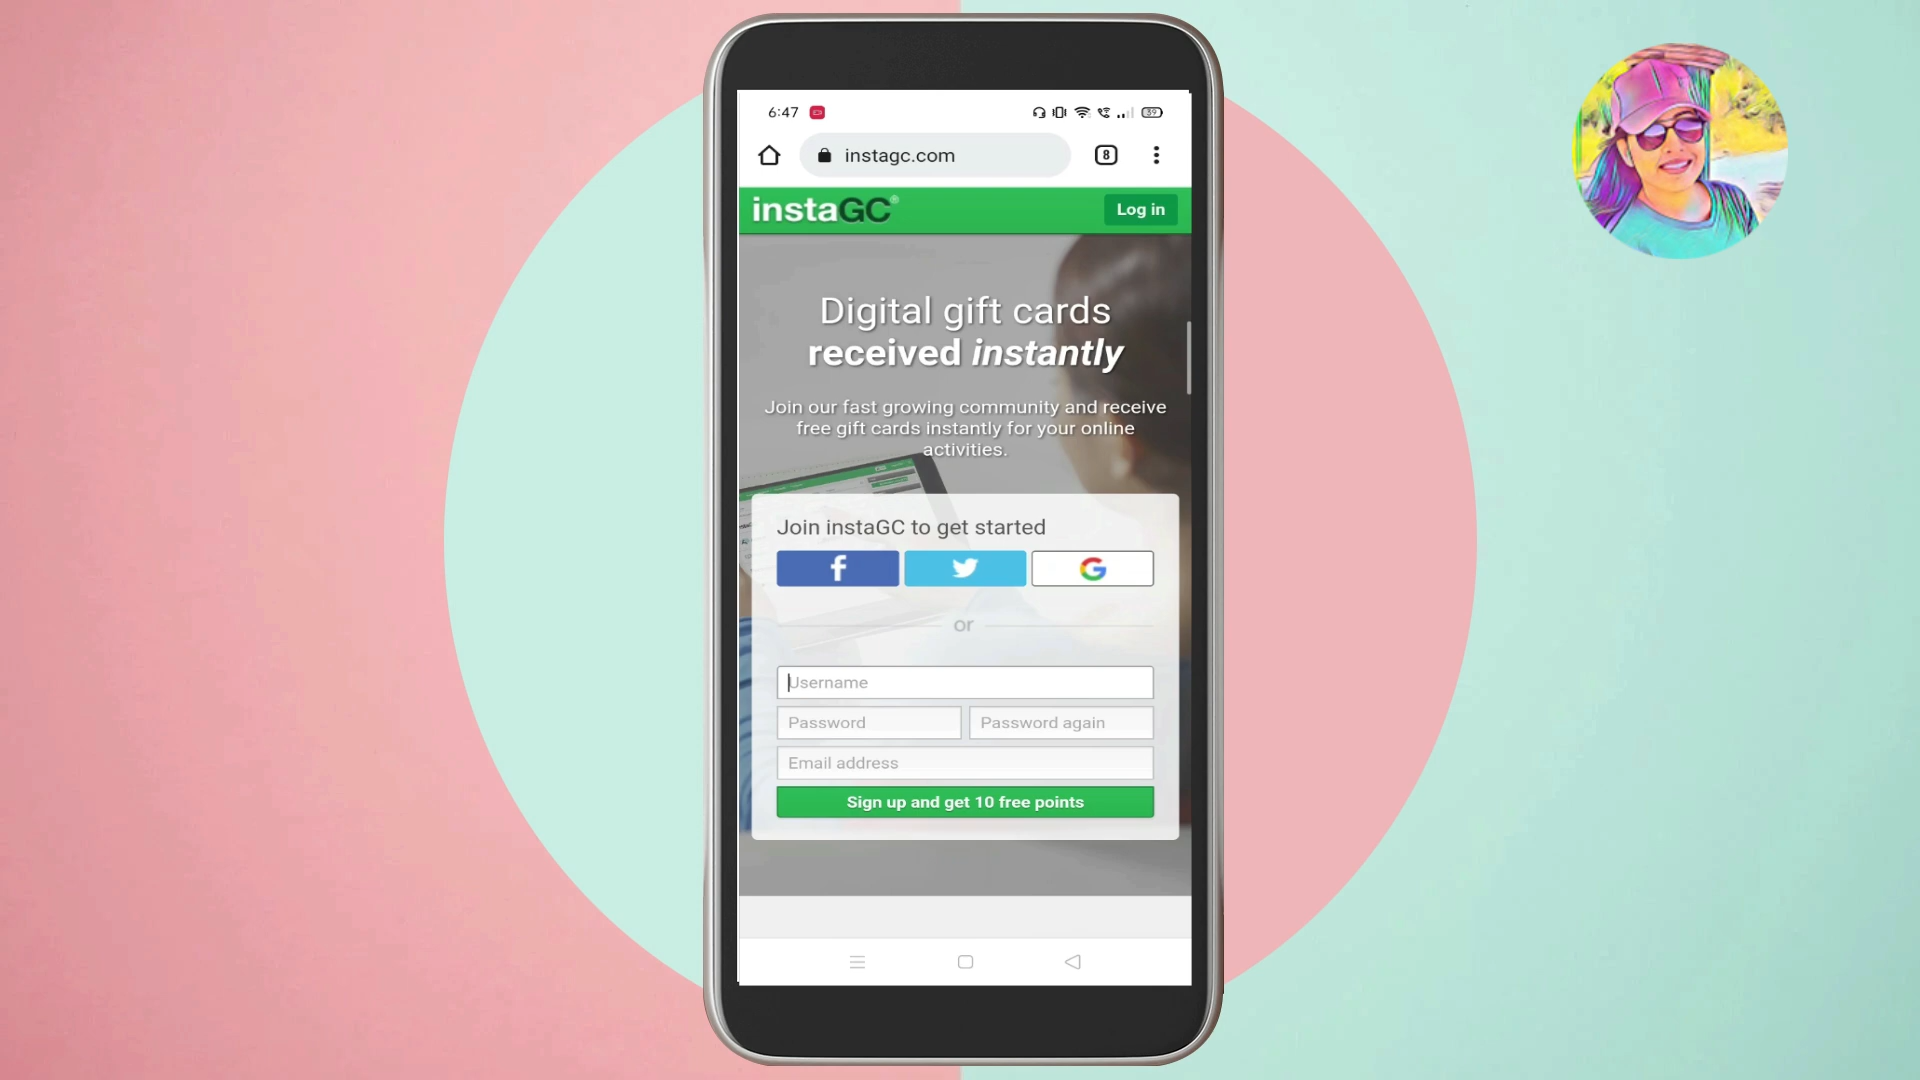 6:47
39
instagc.com
8
instaGC®
Log in
Digital gift cards
received instantly
Join our fast growing community and receive
free gift cards instantly for your online
activities.
Join instaGC to get started
f
G
or
Username
Password
Password again
Email address
Sign up and get 10 free points